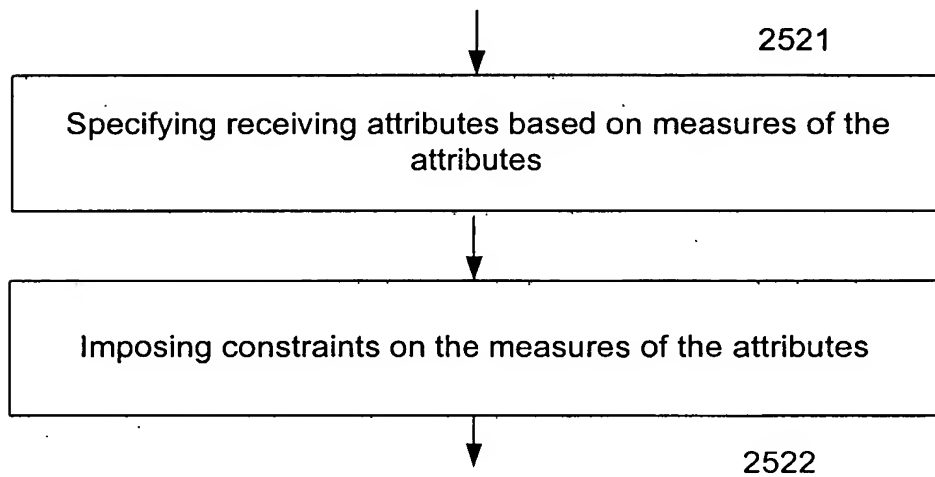 2521
Specifying receiving attributes based on measures of the
attributes
Imposing constraints on the measures of the attributes
2522